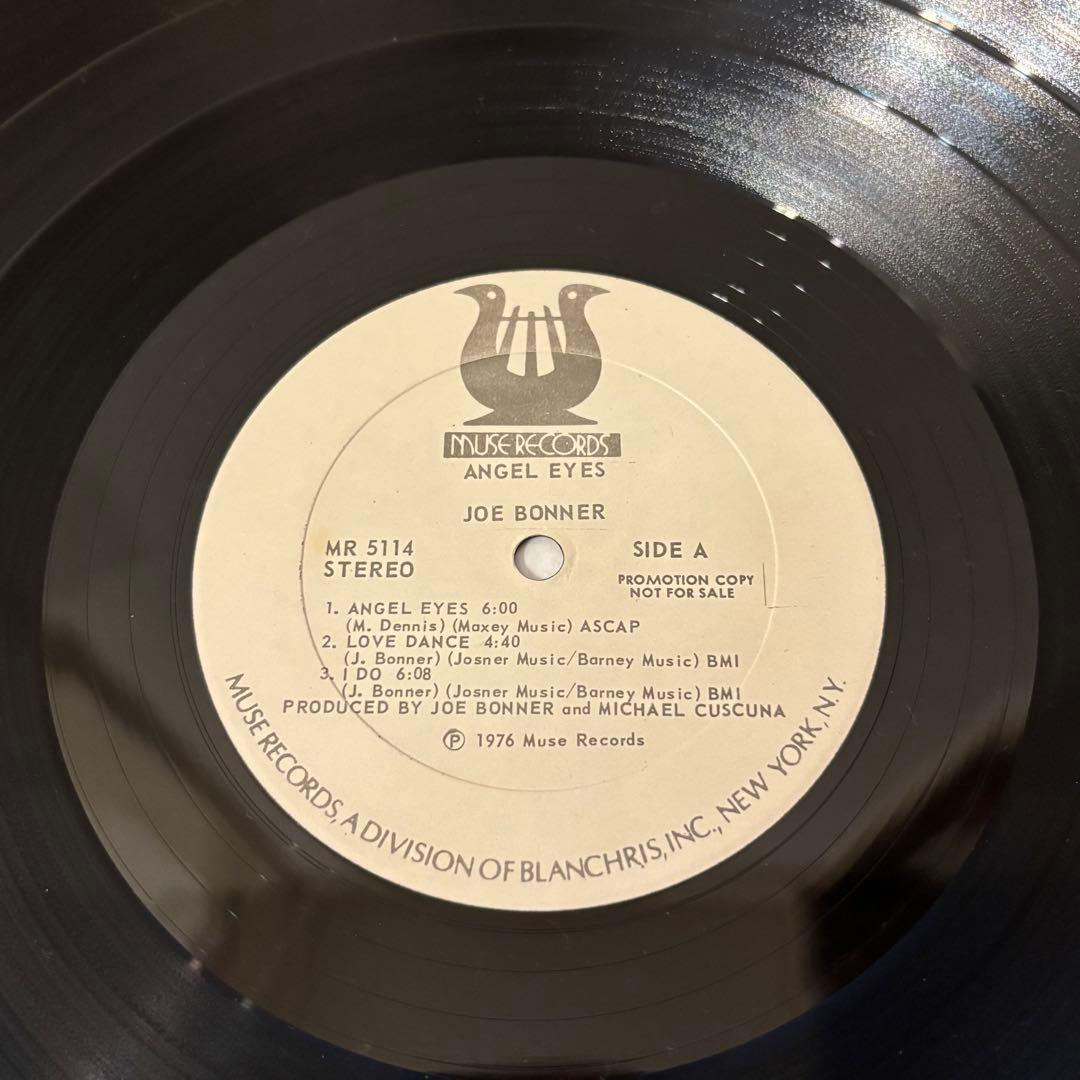 MUSE RECORDS
ANGEL EYES
JOE BONNER
MR 5114
STEREO
SIDE A
PROMOTION COPY
NOT FOR SALE
1. ANGEL EYES 6:00
(M. Dennis) (Maxey Music) ASCAP
2. LOVE DANCE 4:40
(J. Bonner) (Josner Music/Barney Music) BMI
3. I DO 6:08
(J. Bonner) (Josner Music/Barney Music) BMI
PRODUCED BY JOE BONNER and MICHAEL CUSCUNA
℗ 1976 Muse Records
MUSE RECORDS, A DIVISION OF BLANCHRIS, INC., NEW YORK, N.Y.